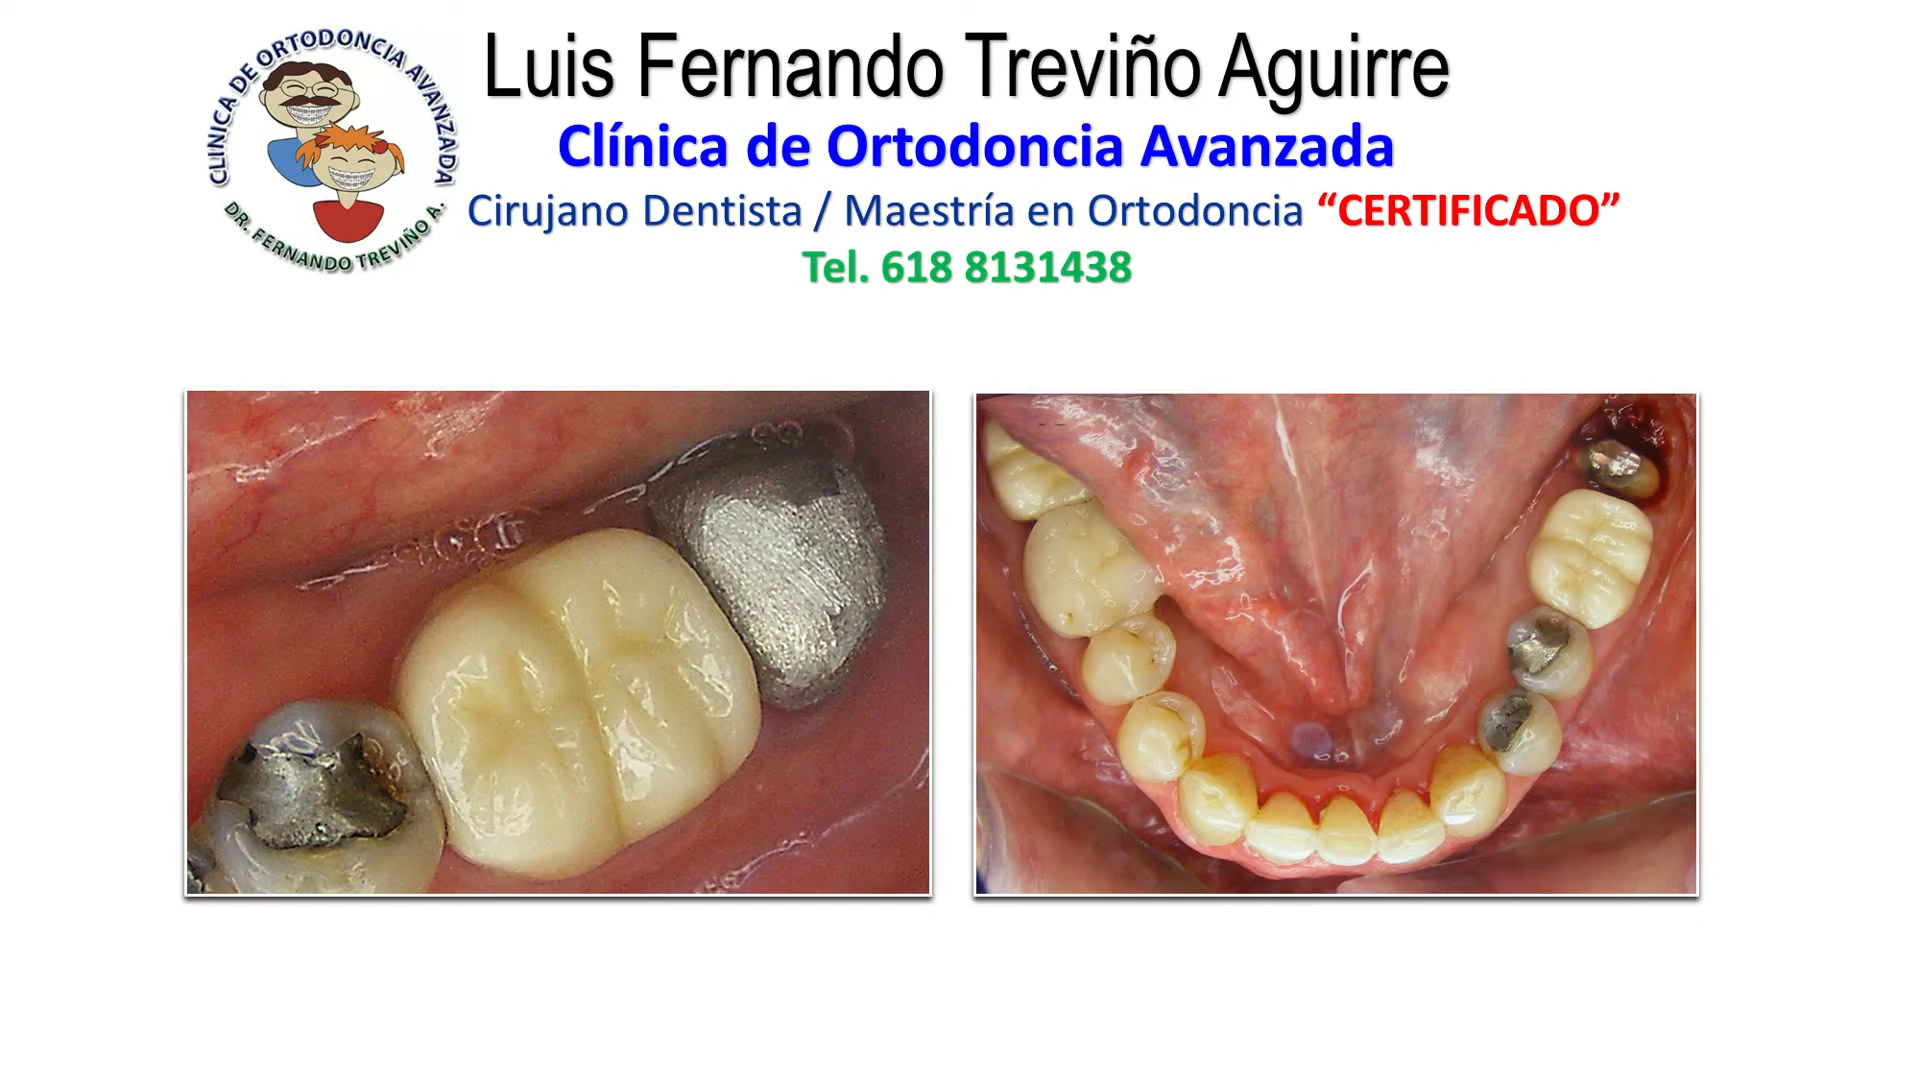 CLINICA DE ORTODONCIA AVANZADA
DR. FERNANDO TREVIÑO A.
Luis Fernando Treviño Aguirre
Clínica de Ortodoncia Avanzada
Cirujano Dentista / Maestría en Ortodoncia “CERTIFICADO”
Tel. 618 8131438